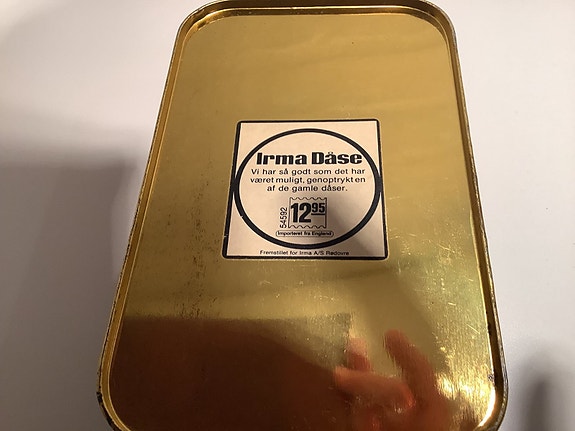 Irma Dåse
Vi har så godt som det har
været muligt, genoptrykt en
af de gamle dåser.
54592
12 95
Importeret fra England
Fremstillet for Irma A/S Rødovre